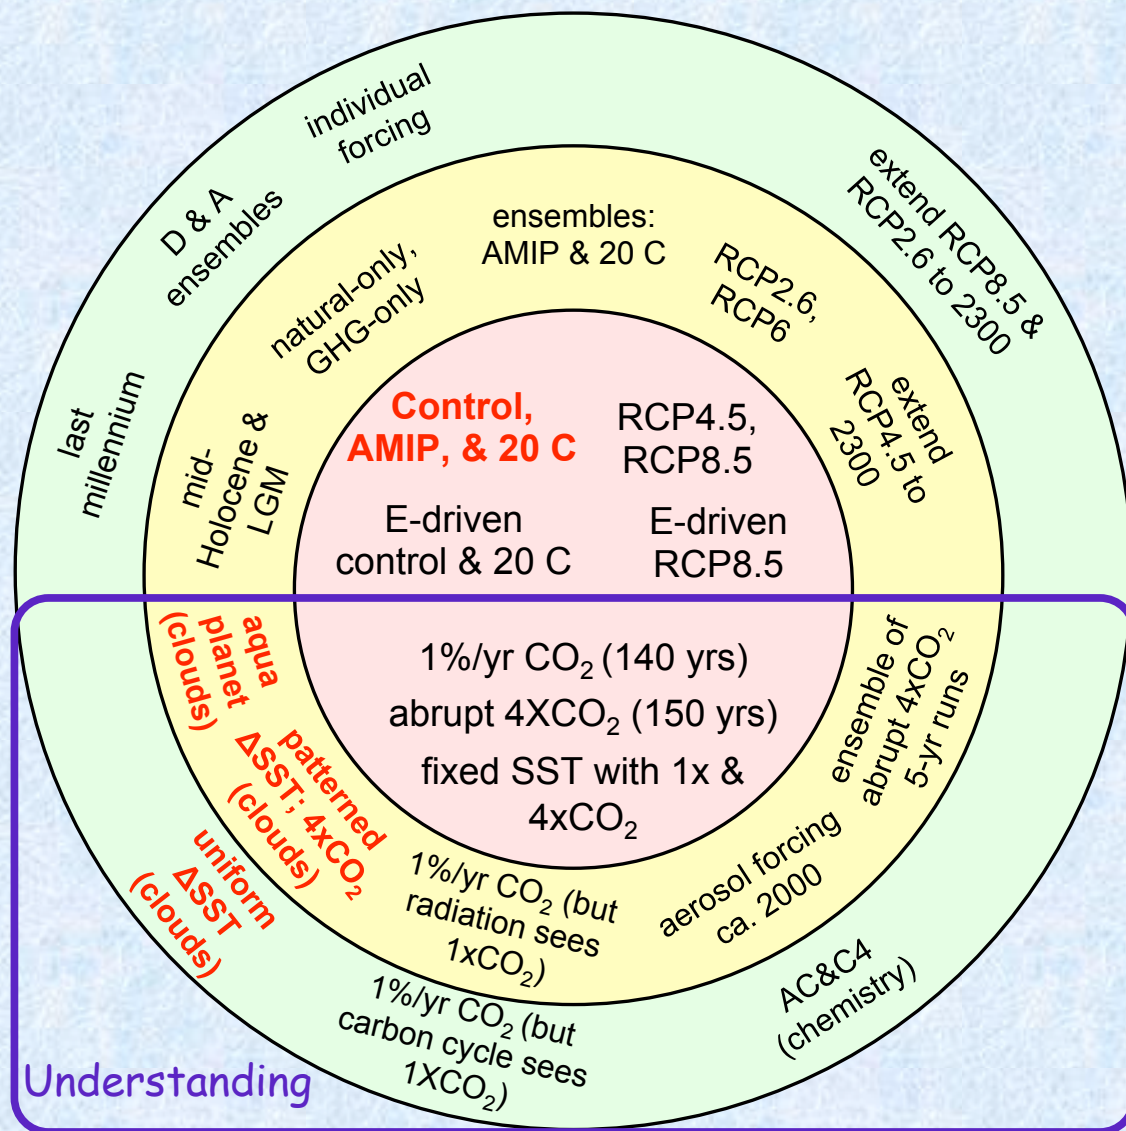 individual
forcing
D & A
ensembles
last
millennium
extend RCP8.5 &
RCP2.6 to 2300
ensembles:
AMIP & 20 C
natural-only,
GHG-only
RCP2.6,
RCP6
mid-
Holocene &
LGM
extend
RCP4.5 to
2300
Control,
AMIP, & 20 C
RCP4.5,
RCP8.5
E-driven
control & 20 C
E-driven
RCP8.5
1%/yr CO₂ (140 yrs)
abrupt 4XCO₂ (150 yrs)
fixed SST with 1x &
4xCO₂
aqua
planet
(clouds)
patterned
ΔSST; 4xCO₂
(clouds)
uniform
ΔSST
(clouds)
1%/yr CO₂ (but
radiation sees
1xCO₂)
aerosol forcing
ca. 2000
ensemble of
abrupt 4xCO₂
5-yr runs
1%/yr CO₂ (but
carbon cycle sees
1XCO₂)
AC&C4
(chemistry)
Understanding